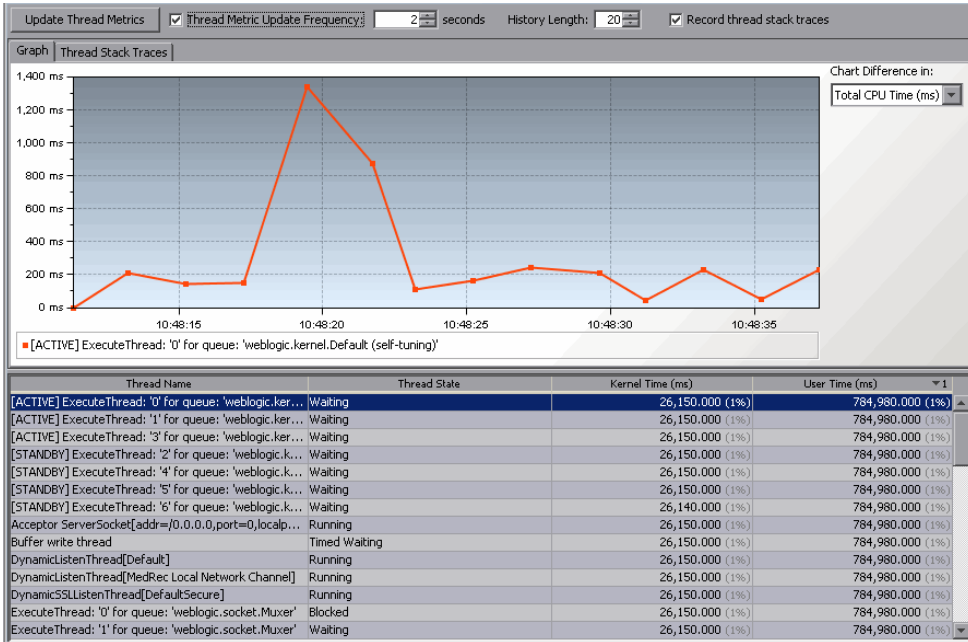 Update Thread Metrics Thread Metric Update Frequency: 2 seconds History Length: 20 Record thread stack traces
Graph Thread Stack Traces
Chart Difference in:
Total CPU Time (ms)
1,400 ms
1,200 ms
1,000 ms
800 ms
600 ms
400 ms
200 ms
0 ms
10:48:15 10:48:20 10:48:25 10:48:30 10:48:35
[ACTIVE] ExecuteThread: '0' for queue: 'weblogic.kernel.Default (self-tuning)'
Thread Name Thread State Kernel Time (ms) User Time (ms) 1
[ACTIVE] ExecuteThread: '0' for queue: 'weblogic.ker... Waiting 26,150.000 (1%) 784,980.000 (1%)
[ACTIVE] ExecuteThread: '1' for queue: 'weblogic.ker... Waiting 26,150.000 (1%) 784,980.000 (1%)
[ACTIVE] ExecuteThread: '3' for queue: 'weblogic.ker... Waiting 26,150.000 (1%) 784,980.000 (1%)
[STANDBY] ExecuteThread: '2' for queue: 'weblogic.k... Waiting 26,150.000 (1%) 784,980.000 (1%)
[STANDBY] ExecuteThread: '4' for queue: 'weblogic.k... Waiting 26,150.000 (1%) 784,980.000 (1%)
[STANDBY] ExecuteThread: '5' for queue: 'weblogic.k... Waiting 26,150.000 (1%) 784,980.000 (1%)
[STANDBY] ExecuteThread: '6' for queue: 'weblogic.k... Waiting 26,140.000 (1%) 784,980.000 (1%)
Acceptor ServerSocket[addr=/0.0.0.0,port=0,localp... Running 26,150.000 (1%) 784,980.000 (1%)
Buffer write thread Timed Waiting 26,150.000 (1%) 784,980.000 (1%)
DynamicListenThread[Default] Running 26,150.000 (1%) 784,980.000 (1%)
DynamicListenThread[MedRec Local Network Channel] Running 26,150.000 (1%) 784,980.000 (1%)
DynamicSSLListenThread[DefaultSecure] Running 26,150.000 (1%) 784,980.000 (1%)
ExecuteThread: '0' for queue: 'weblogic.socket.Muxer' Blocked 26,150.000 (1%) 784,980.000 (1%)
ExecuteThread: '1' for queue: 'weblogic.socket.Muxer' Waiting 26,150.000 (1%) 784,980.000 (1%)